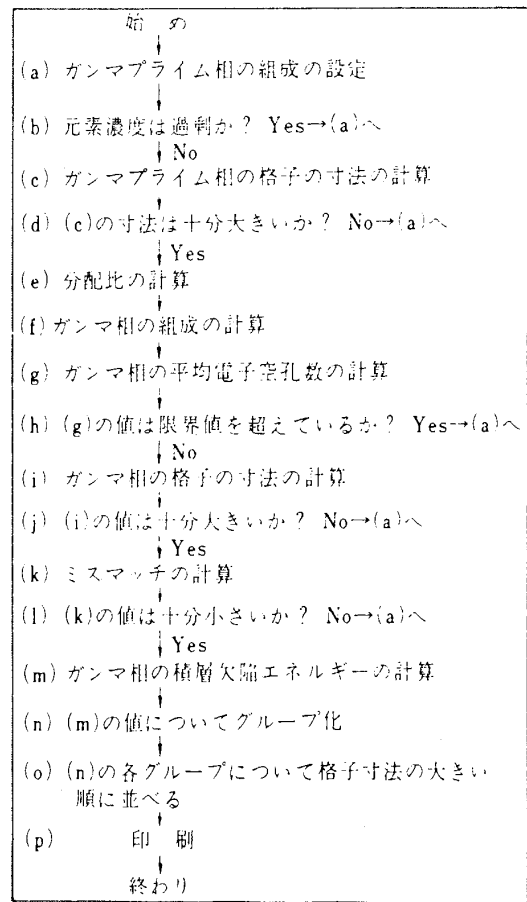 始め
(a) ガンマプライム相の組成の設定
(b) 元素濃度は過剰か? Yes→(a)へ
No
(c) ガンマプライム相の格子の寸法の計算
(d) (c)の寸法は十分大きいか? No→(a)へ
Yes
(e) 分配比の計算
(f) ガンマ相の組成の計算
(g) ガンマ相の平均電子空孔数の計算
(h) (g)の値は限界値を超えているか? Yes→(a)へ
No
(i) ガンマ相の格子の寸法の計算
(j) (i)の値は十分大きいか? No→(a)へ
Yes
(k) ミスマッチの計算
(l) (k)の値は十分小さいか? No→(a)へ
Yes
(m) ガンマ相の積層欠陥エネルギーの計算
(n) (m)の値についてグループ化
(o) (n)の各グループについて格子寸法の大きい
順に並べる
(p) 印刷
終わり